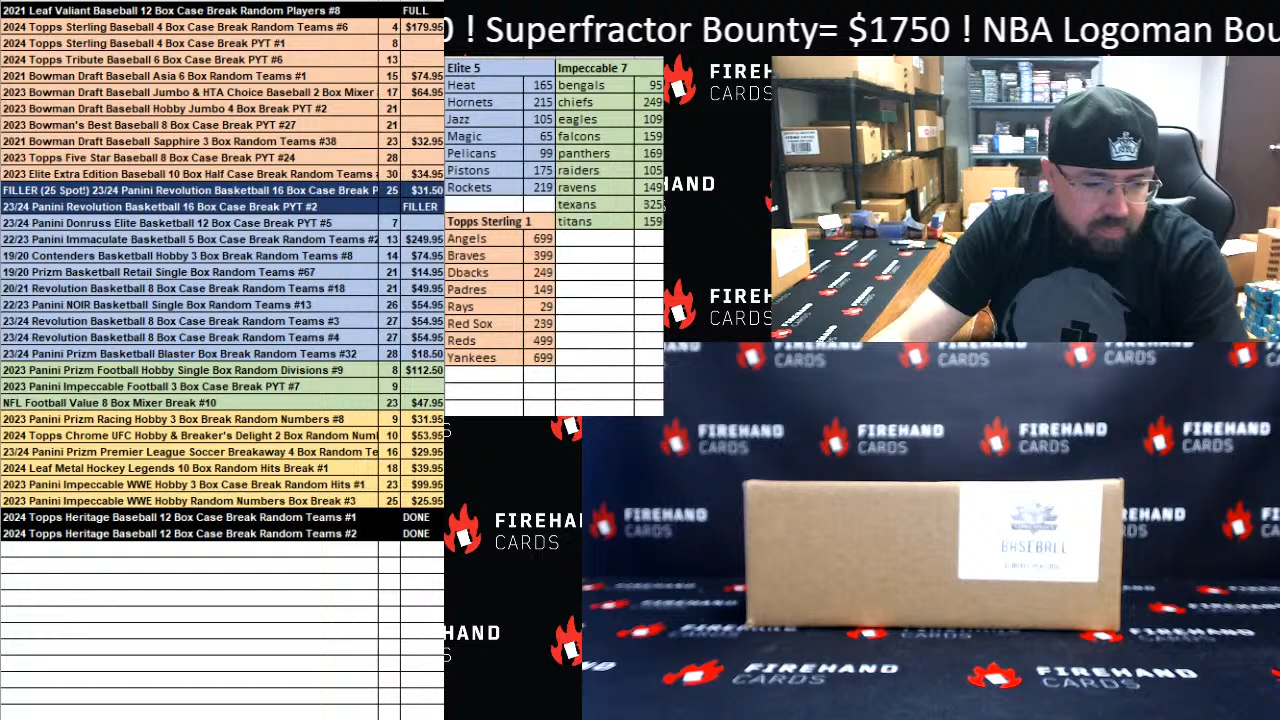 0 ! Superfractor Bounty= $1750 ! NBA Logoman Bou
2021 Leaf Valiant Baseball 12 Box Case Break Random Players #8 FULL
2024 Topps Sterling Baseball 4 Box Case Break Random Teams #6 4 $179.95
2024 Topps Sterling Baseball 4 Box Case Break PYT #1 8
2024 Topps Tribute Baseball 6 Box Case Break PYT #6 13
2021 Bowman Draft Baseball Asia 6 Box Random Teams #1 15 $74.95
2023 Bowman Draft Baseball Jumbo & HTA Choice Baseball 2 Box Mixer 17 $64.95
2023 Bowman Draft Baseball Hobby Jumbo 4 Box Break PYT #2 21
2023 Bowman's Best Baseball 8 Box Case Break PYT #27 21
2021 Bowman Draft Baseball Sapphire 3 Box Break Random Teams #38 23 $32.95
2023 Topps Five Star Baseball 8 Box Case Break PYT #24 28
2023 Elite Extra Edition Baseball 10 Box Half Case Break Random Teams 30 $34.95
FILLER (25 Spot!) 23/24 Panini Revolution Basketball 16 Box Case Break P 25 $31.50
23/24 Panini Revolution Basketball 16 Box Case Break PYT #2 FILLER
23/24 Panini Donruss Elite Basketball 12 Box Case Break PYT #5 7
22/23 Panini Immaculate Basketball 5 Box Case Break Random Teams #2 13 $249.95
19/20 Contenders Basketball Hobby 3 Box Break Random Teams #8 14 $74.95
19/20 Prizm Basketball Retail Single Box Random Teams #67 21 $14.95
20/21 Revolution Basketball 8 Box Case Break Random Teams #18 21 $49.95
22/23 Panini NOIR Basketball Single Box Random Teams #13 26 $54.95
23/24 Revolution Basketball 8 Box Case Break Random Teams #3 27 $54.95
23/24 Revolution Basketball 8 Box Case Break Random Teams #4 27 $54.95
23/24 Panini Prizm Basketball Blaster Box Break Random Teams #32 28 $18.50
2023 Panini Prizm Football Hobby Single Box Random Divisions #9 8 $112.50
2023 Panini Impeccable Football 3 Box Case Break PYT #7 9
NFL Football Value 8 Box Mixer Break #10 23 $47.95
2023 Panini Prizm Racing Hobby 3 Box Break Random Numbers #8 9 $31.95
2024 Topps Chrome UFC Hobby & Breaker's Delight 2 Box Random Numl 10 $53.95
23/24 Panini Prizm Premier League Soccer Breakaway 4 Box Random Te 16 $29.95
2024 Leaf Metal Hockey Legends 10 Box Random Hits Break #1 18 $39.95
2023 Panini Impeccable WWE Hobby 3 Box Case Break Random Hits #1 23 $99.95
2023 Panini Impeccable WWE Hobby Random Numbers Box Break #3 25 $25.95
2024 Topps Heritage Baseball 12 Box Case Break Random Teams #1 DONE
2024 Topps Heritage Baseball 12 Box Case Break Random Teams #2 DONE
Elite 5
Heat 165
Hornets 215
Jazz 105
Magic 65
Pelicans 99
Pistons 175
Rockets 219
Topps Sterling 1
Angels 699
Braves 399
Dbacks 249
Padres 149
Rays 29
Red Sox 239
Reds 499
Yankees 699
Impeccable 7
bengals 95
chiefs 249
eagles 109
falcons 159
panthers 169
raiders 105
ravens 149
texans 325
titans 159
FIREH
CARDS
HAND
FIREH
CARDS
FIREHA
CARDS
HAND
FIREHAND
CARDS
FIREHAND
CARDS
FIREHAND
CARDS
FIREHAND
CARDS
BASEBALL
FIREHAND
CARDS
FIREHAND
CARDS